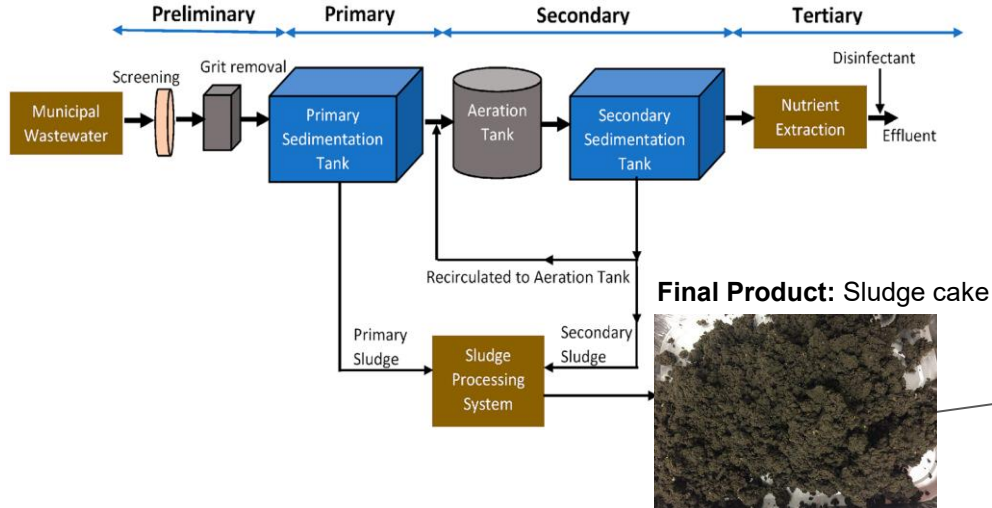 Preliminary
Primary
Secondary
Tertiary
Screening
Grit removal
Disinfectant
Municipal
Wastewater
Primary
Sedimentation
Tank
Aeration
Tank
Secondary
Sedimentation
Tank
Nutrient
Extraction
Effluent
Recirculated to Aeration Tank
Final Product: Sludge cake
Primary
Sludge
Sludge
Processing
System
Secondary
Sludge